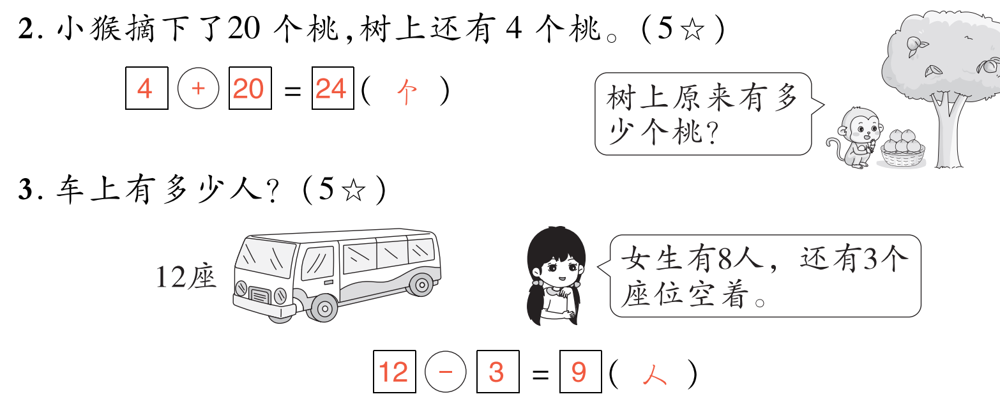 2. 小猴摘下了20 个桃,树上还有 4 个桃。(5☆)
4 + 20 = 24 ( 个 )
树上原来有多
少个桃?
3. 车上有多少人? (5☆)
12座
女生有8人，还有3个
座位空着。
12 - 3 = 9 ( 人 )